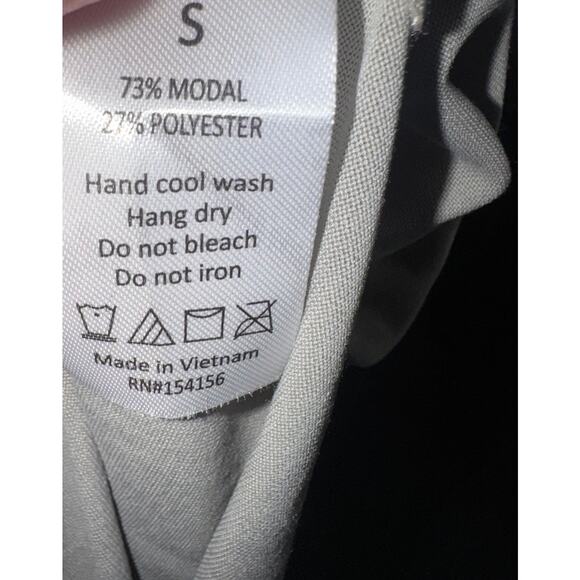 S
73% MODAL
27% POLYESTER
Hand cool wash
Hang dry
Do not bleach
Do not iron
Made in Vietnam
RN#154156